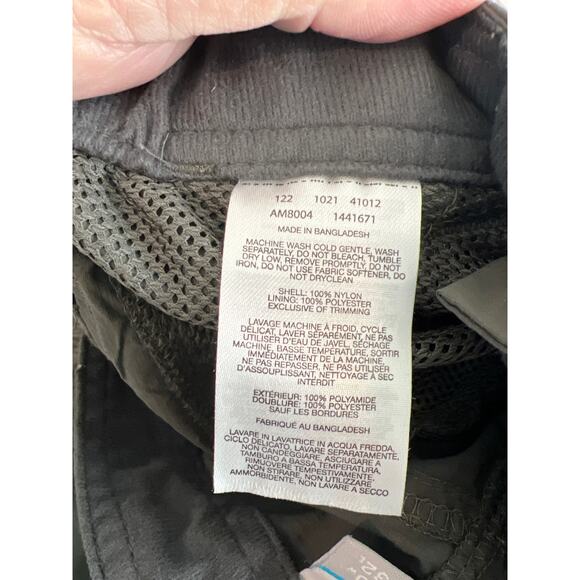 122 1021 41012
AM8004 1441671
MADE IN BANGLADESH
MACHINE WASH COLD GENTLE, WASH
SEPARATELY, DO NOT BLEACH, TUMBLE
DRY LOW, REMOVE PROMPTLY, DO NOT
IRON, DO NOT USE FABRIC SOFTENER, DO
NOT DRYCLEAN
SHELL: 100% NYLON
LINING: 100% POLYESTER
EXCLUSIVE OF TRIMMING
LAVAGE MACHINE À FROID, CYCLE
DÉLICAT, LAVER SÉPARÉMENT, NE PAS
UTILISER D'EAU DE JAVEL, SÉCHAGE
MACHINE, BASSE TEMPÉRATURE, SORTIR
IMMÉDIATEMENT DE LA MACHINE,
NE PAS REPASSER, NE PAS UTILISER
D'ASSOUPLISSANT, NETTOYAGE À SEC
INTERDIT
EXTÉRIEUR: 100% POLYAMIDE
DOUBLURE: 100% POLYESTER
SAUF LES BORDURES
FABRIQUÉ AU BANGLADESH
LAVARE IN LAVATRICE IN ACQUA FREDDA,
CICLO DELICATO, LAVARE SEPARATAMENTE,
NON CANDEGGIARE, ASCIUGARE A
TAMBURO A BASSA TEMPERATURA,
RIMUOVERE TEMPESTIVAMENTE,
NON STIRARE, NON USARE
AMMORBIDENTE, NON LAVARE A SECCO